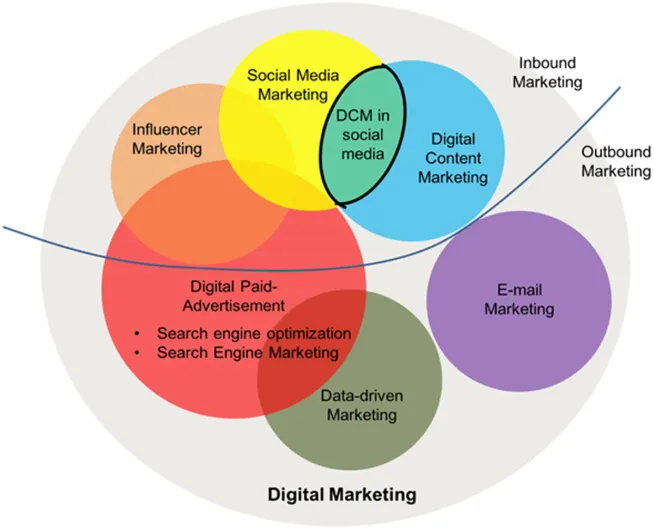 Inbound
Marketing
Social Media
Marketing
DCM in
social
media
Influencer
Marketing
Digital
Content
Marketing
Outbound
Marketing
Digital Paid-
Advertisement
• Search engine optimization
• Search Engine Marketing
E-mail
Marketing
Data-driven
Marketing
Digital Marketing